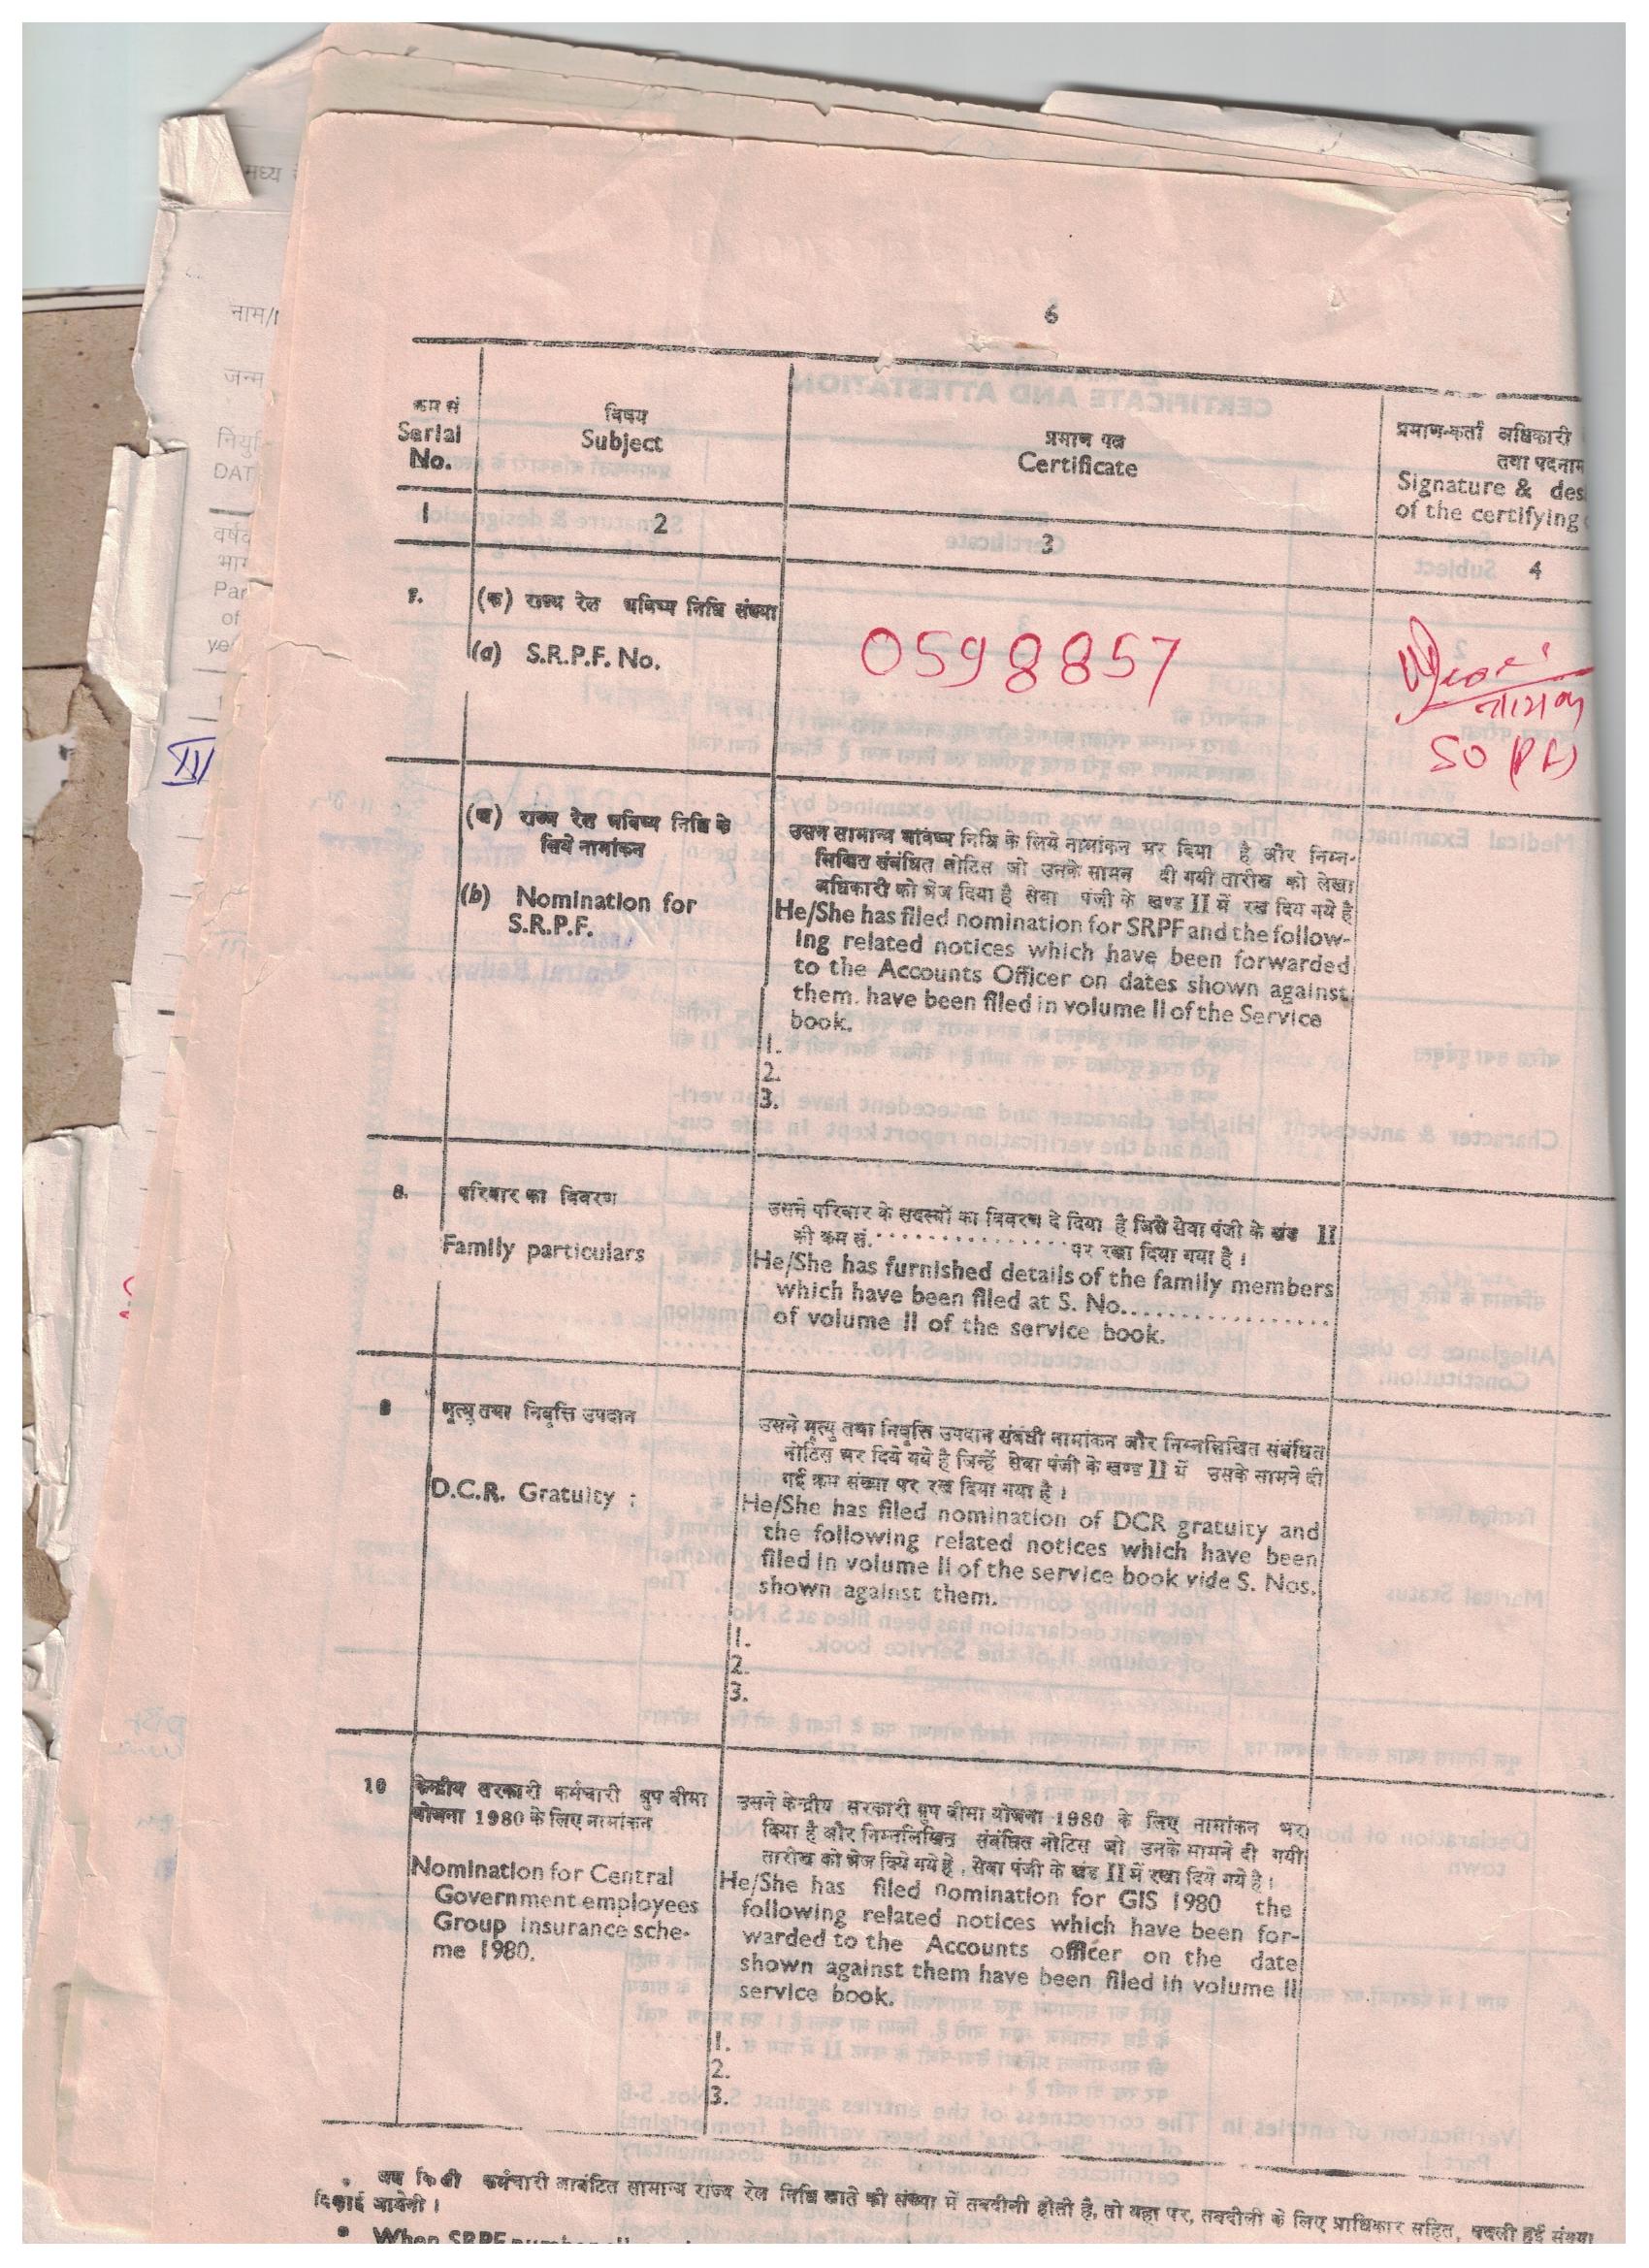 मध्य
नाम/
जन्म
DAT
भाग
Par
of
6
क्रम सं
Serial
No.
विषय
Subject
प्रमाण पत्र
Certificate
प्रमाण-कर्ता अधिकारी
तथा पदनाम
Signature & des
of the certifying
1
2
3
4
7.
(क) राज्य रेल भविष्य निधि संख्या
(a) S.R.P.F. No.
0598857
SO (PF)
IV
(ख) राज्य रेल भविष्य निधि के
लिये नामांकन
(b) Nomination for
S.R.P.F.
उसन सामान्य भविष्य निधि के लिये नामांकन भर दिया है और निम्न-
लिखित संबंधित नोटिस जो उनके सामन दी गयी तारीख को लेखा
अधिकारी को भेज दिया है सेवा पंजी के खण्ड II में रख दिय गये है
He/She has filed nomination for SRPF and the follow-
ing related notices which have been forwarded
to the Accounts Officer on dates shown against
them. have been filed in volume II of the Service
book.
1.
2.
3.
8.
परिवार का विवरण
Family particulars
उसने परिवार के सदस्यों का विवरण दे दिया है जिसे सेवा पंजी के खंड II
की क्रम सं................पर रखा दिया गया है ।
He/She has furnished details of the family members
which have been filed at S. No................
of volume II of the service book.
मृत्यु तथा निवृत्ति उपदान
D.C.R. Gratuity :
उसने मृत्यु तथा निवृत्ति उपदान संबंधी नामांकन और निम्नलिखित संबंधित
नोटिस भर दिये गये है जिन्हें सेवा पंजी के खण्ड II में उसके सामने दी
गई क्रम संख्या पर रख दिया गया है ।
He/She has filed nomination of DCR gratuity and
the following related notices which have been
filed in volume II of the service book vide S. Nos.
shown against them.
1.
2.
3.
10
केन्द्रीय सरकारी कर्मचारी ग्रुप बीमा
योजना 1980 के लिए नामांकन
Nomination for Central
Government employees
Group insurance sche-
me 1980.
उसने केन्द्रीय सरकारी ग्रुप बीमा योजना 1980 के लिए नामांकन भर
दिया है और निम्नलिखित संबंधित नोटिस जो उनके सामने दी गयी
तारीख को भेज दिये गये है, सेवा पंजी के खंड II में रखा दिये गये है ।
He/She has filed nomination for GIS 1980 the
following related notices which have been for-
warded to the Accounts officer on the date
shown against them have been filed in volume II
service book.
1.
2.
3.
जब किसी कर्मचारी आबंटित सामान्य राज्य रेल निधि खाते की संख्या में तबदीली होती है, तो यहा पर, तबदीली के लिए प्राधिकार सहित, बदली हुई संख्या
दिखाई जायेगी ।
When SRPF number